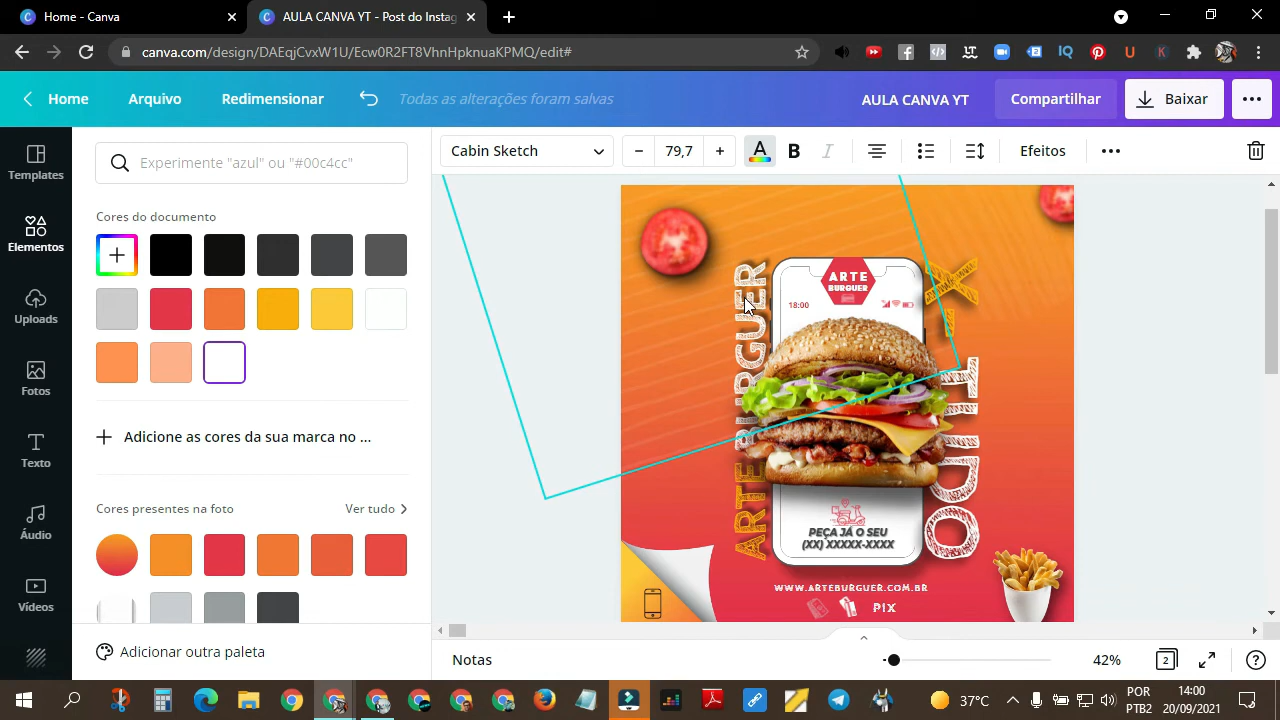 Home - Canva
AULA CANVA YT - Post do Instag
canva.com/design/DAEqjCvxW1U/Ecw0R2FT8VhnHpknuaKPMQ/edit#
Home
Arquivo
Redimensionar
Todas as alterações foram salvas
AULA CANVA YT
Compartilhar
Baixar
Templates
Elementos
Uploads
Fotos
Texto
Áudio
Vídeos
Experimente "azul" ou "#00c4cc"
Cores do documento
Adicione as cores da sua marca no ...
Cores presentes na foto
Ver tudo
Adicionar outra paleta
Cabin Sketch
79,7
A
B
I
Efeitos
ARTE BURGUER
ARTE
BURGUER
18:00
PEÇA JÁ O SEU
(XX) XXXXX-XXXX
WWW.ARTEBURGUER.COM.BR
PIX
Notas
42%
2
37°C
POR
PTB2
14:00
20/09/2021